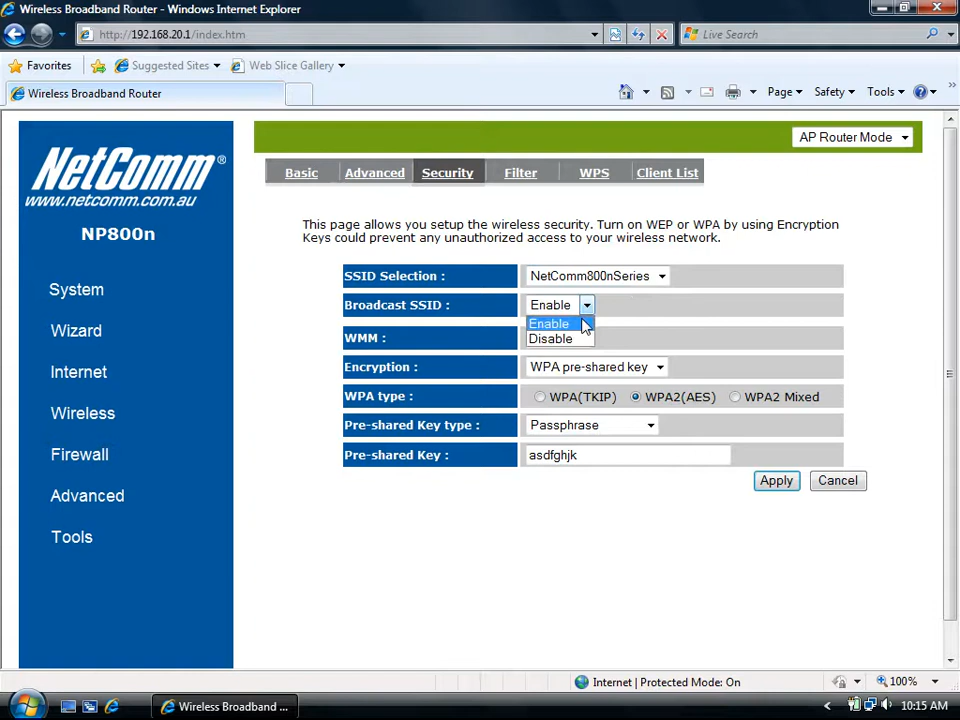 Wireless Broadband Router - Windows Internet Explorer
http://192.168.20.1/index.htm
Live Search
Favorites Suggested Sites Web Slice Gallery
Wireless Broadband Router
Page Safety Tools
AP Router Mode
NetComm®
www.netcomm.com.au
NP800n
System
Wizard
Internet
Wireless
Firewall
Advanced
Tools
Basic Advanced Security Filter WPS Client List
This page allows you setup the wireless security. Turn on WEP or WPA by using Encryption
Keys could prevent any unauthorized access to your wireless network.
SSID Selection : NetComm800nSeries
Broadcast SSID : Enable
Enable
Disable
WMM :
Encryption : WPA pre-shared key
WPA type : WPA(TKIP) WPA2(AES) WPA2 Mixed
Pre-shared Key type : Passphrase
Pre-shared Key : asdfghjk
Apply Cancel
Internet | Protected Mode: On
100%
Wireless Broadband ...
10:15 AM